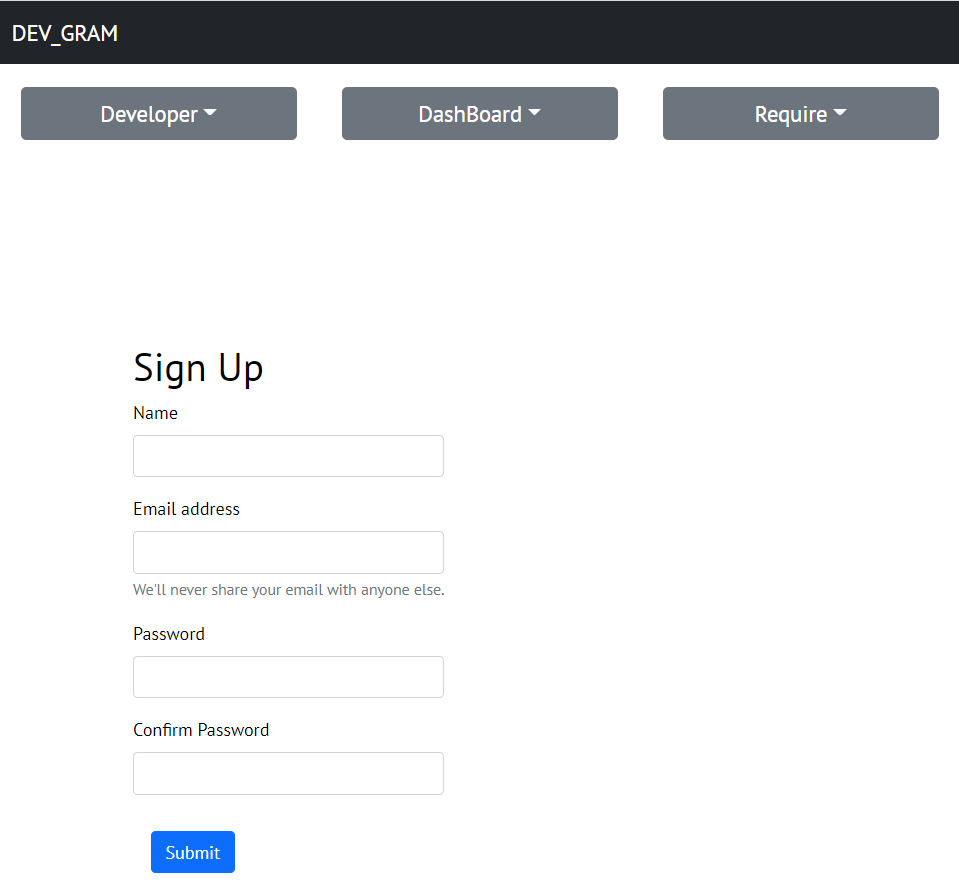 DEV_GRAM
Developer DashBoard Require
Sign Up
Name
Email address
We'll never share your email with anyone else.
Password
Confirm Password
Submit